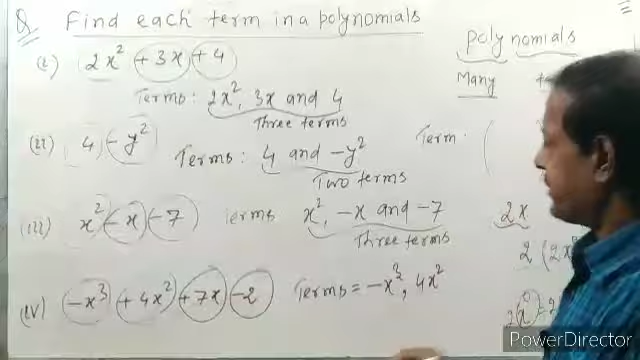 Q. Find each term in a polynomials
(i) 2x² + 3x + 4
Terms: 2x², 3x and 4
Three terms
(ii) 4 - y²
Terms: 4 and -y²
Two terms
(iii) x² - x - 7
Terms x², -x and -7
Three terms
(iv) -x³ + 4x² + 7x - 2
Terms = -x³, 4x²
polynomials
Many
Term: (
2x
2 (2x
PowerDirector